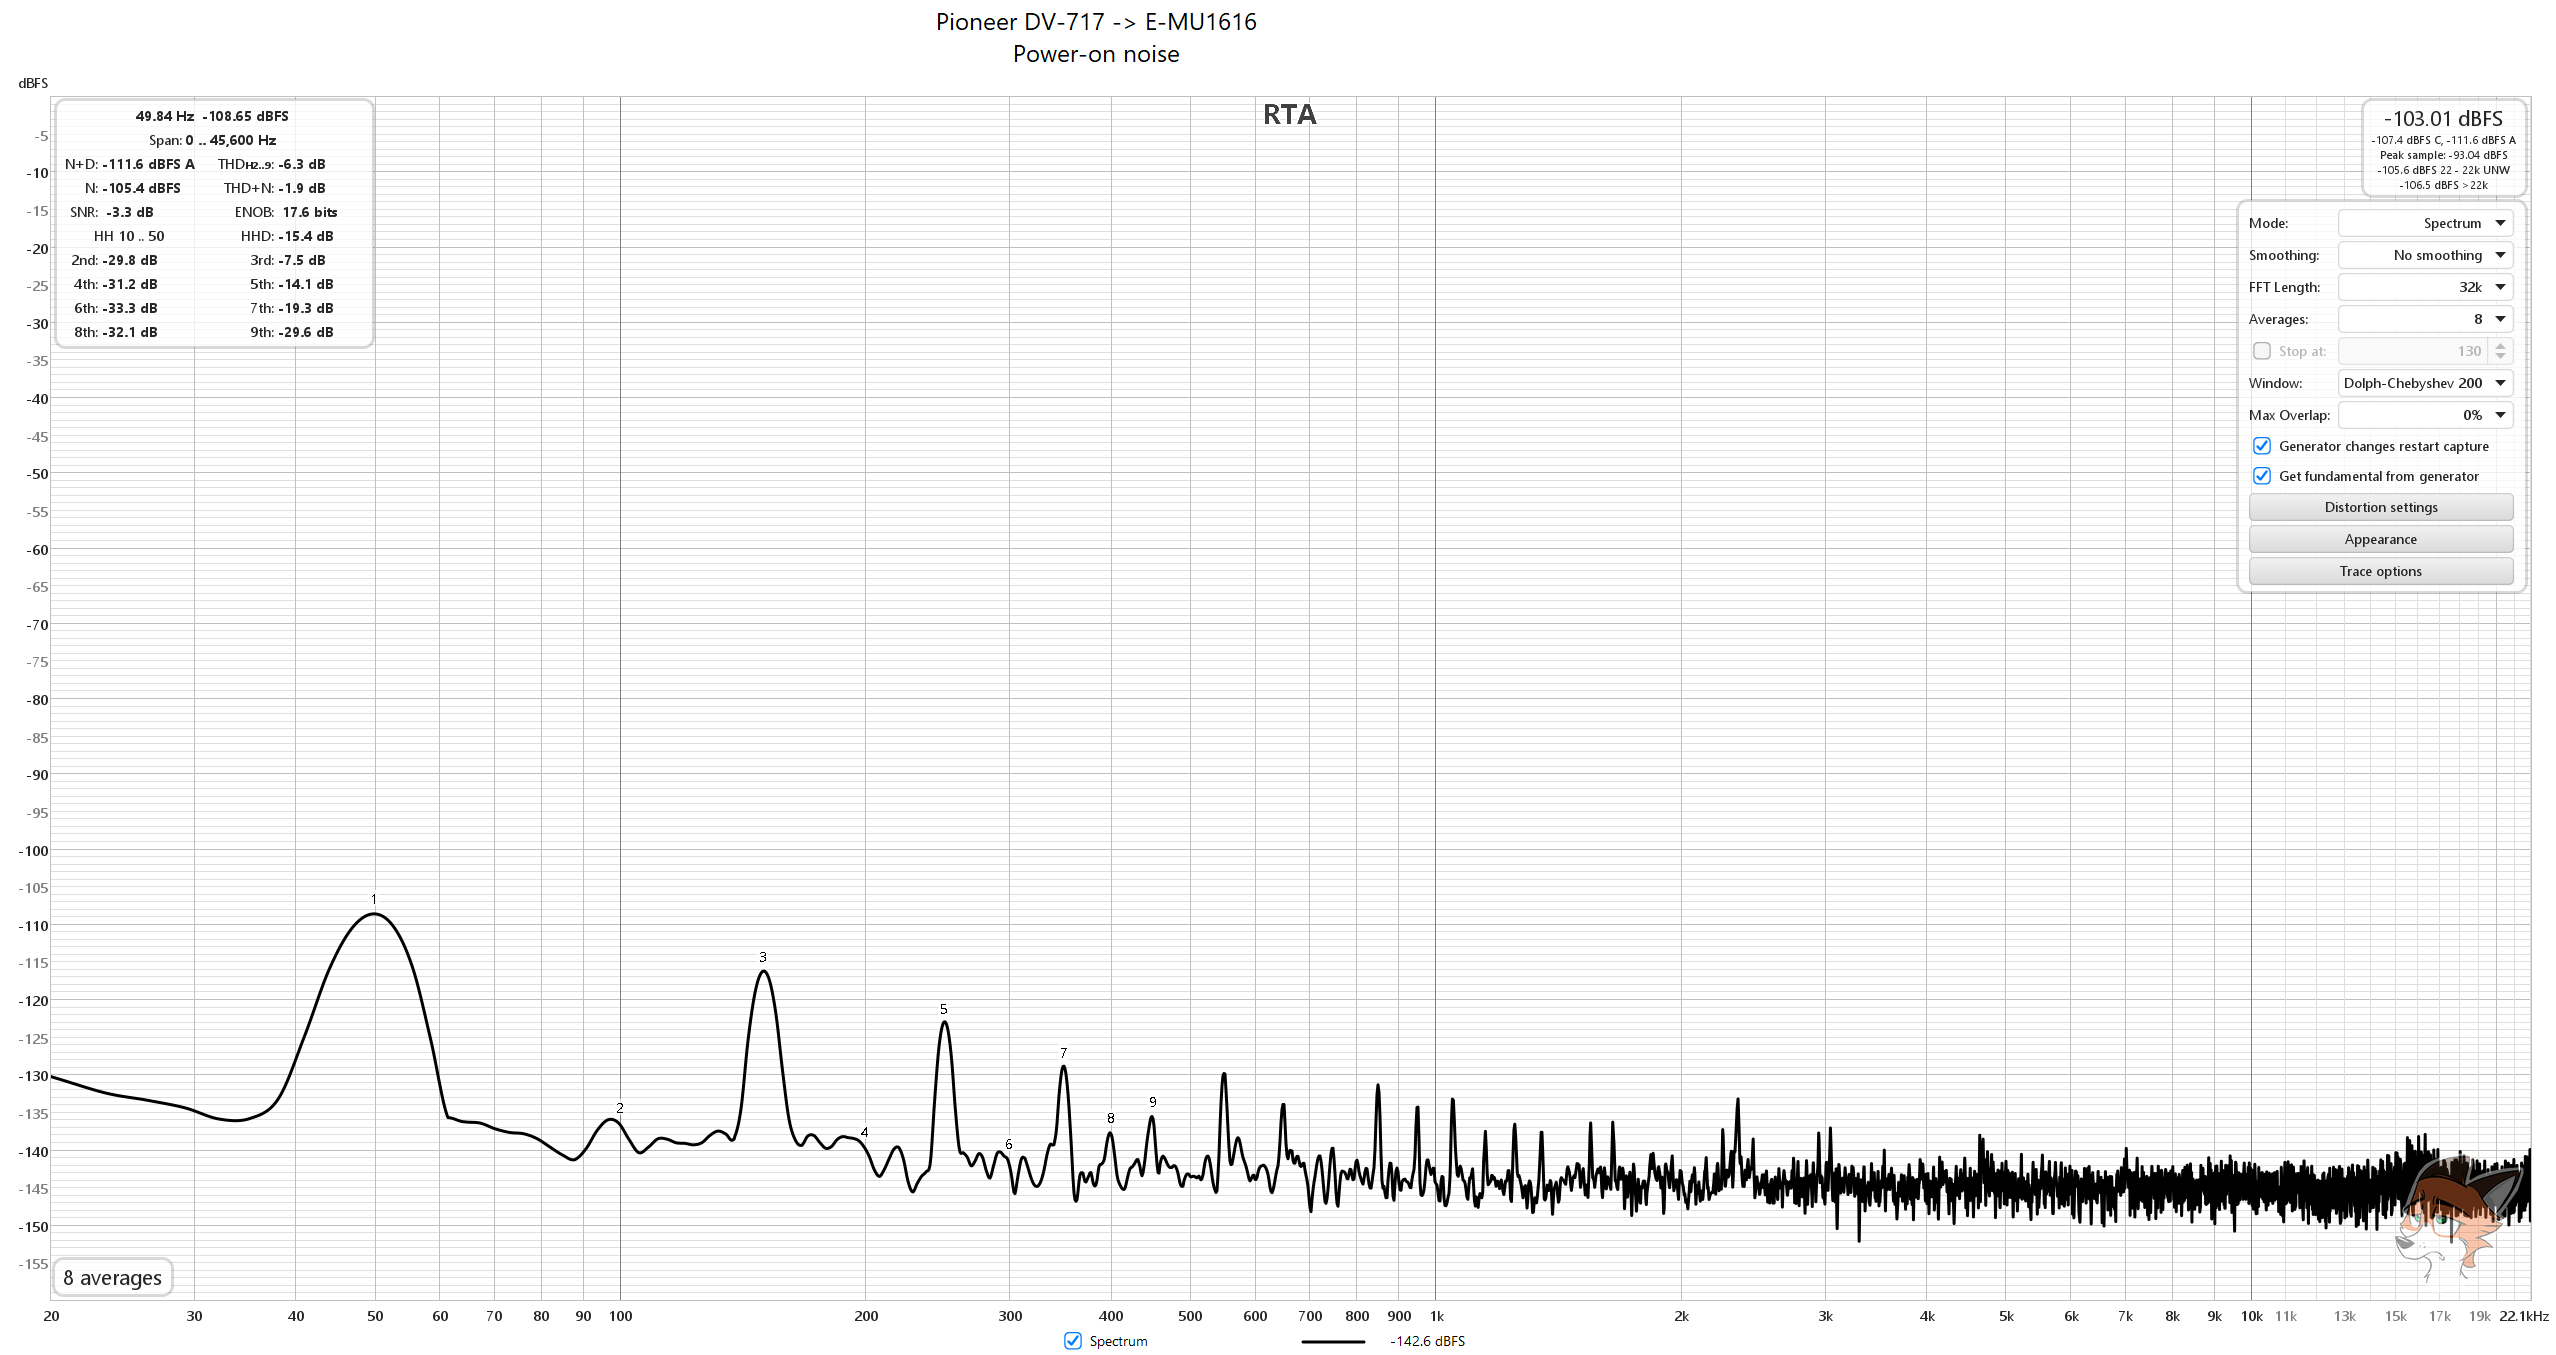 Pioneer DV-717 -> E-MU1616
Power-on noise
dBFS
RTA
49.84 Hz -108.65 dBFS
Span: 0 .. 45,600 Hz
N+D: -111.6 dBFS A THDH2..9: -6.3 dB
N: -105.4 dBFS THD+N: -1.9 dB
SNR: -3.3 dB ENOB: 17.6 bits
HH 10 .. 50 HHD: -15.4 dB
2nd: -29.8 dB 3rd: -7.5 dB
4th: -31.2 dB 5th: -14.1 dB
6th: -33.3 dB 7th: -19.3 dB
8th: -32.1 dB 9th: -29.6 dB
-103.01 dBFS
-107.4 dBFS C, -111.6 dBFS A
Peak sample: -93.04 dBFS
-105.6 dBFS 22 - 22k UNW
-106.5 dBFS >22k
Mode: Spectrum
Smoothing: No smoothing
FFT Length: 32k
Averages: 8
Stop at: 130
Window: Dolph-Chebyshev 200
Max Overlap: 0%
Generator changes restart capture
Get fundamental from generator
Distortion settings
Appearance
Trace options
-5
-10
-15
-20
-25
-30
-35
-40
-45
-50
-55
-60
-65
-70
-75
-80
-85
-90
-95
-100
-105
-110
-115
-120
-125
-130
-135
-140
-145
-150
-155
1
2
3
4
5
6
7
8
9
8 averages
20 30 40 50 60 70 80 90 100 200 300 400 500 600 700 800 900 1k 2k 3k 4k 5k 6k 7k 8k 9k 10k 11k 13k 15k 17k 19k 22.1kHz
Spectrum -142.6 dBFS